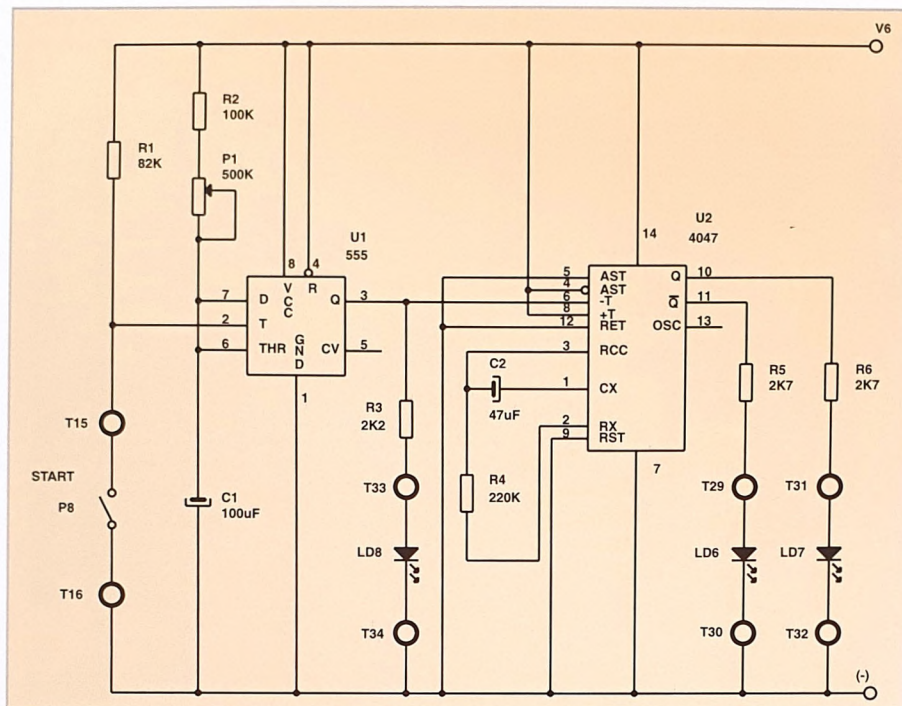 V6
R2
100K
R1
82K
P1
500K
U1
555
U2
4047
14
8
4
V
C
C
R
7
D
Q
3
2
T
6
THR
G
N
D
CV
5
1
5
AST
Q
10
4
AST
6
-T
Q
11
8
+T
12
RET
OSC
13
3
RCC
C2
1
CX
47uF
2
RX
9
RST
7
R3
2K2
R4
220K
R5
2K7
R6
2K7
T15
START
P8
T16
C1
100uF
T33
LD8
T34
T29
T31
LD6
LD7
T30
T32
(-)